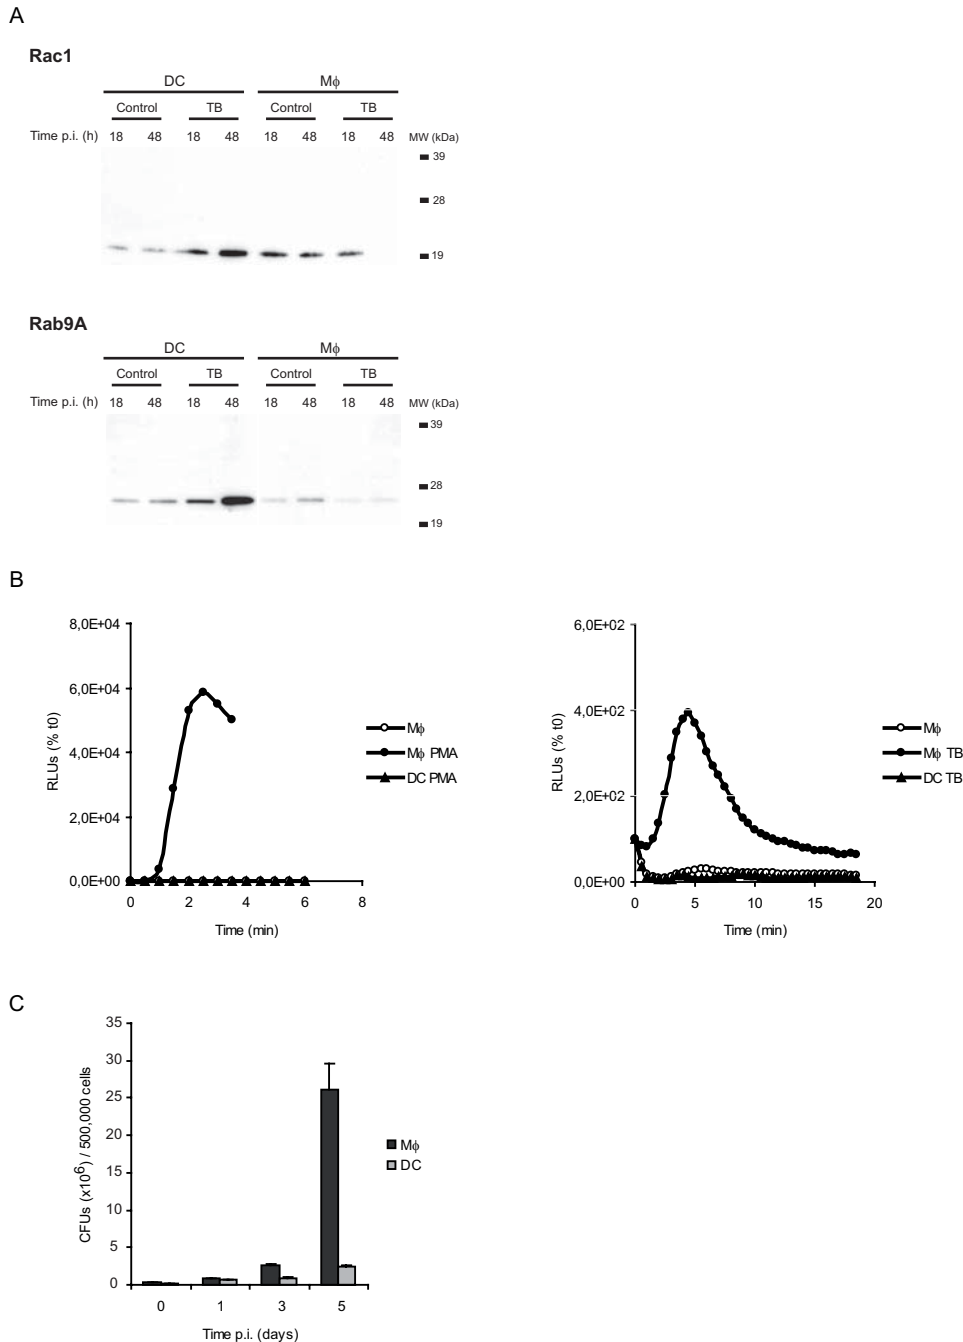 A
Rac1
DC Mϕ
Control TB Control TB
Time p.i. (h) 18 48 18 48 18 48 18 48 MW (kDa)
39
28
19
Rab9A
DC Mϕ
Control TB Control TB
Time p.i. (h) 18 48 18 48 18 48 18 48 MW (kDa)
39
28
19
B
8,0E+04
6,0E+04
4,0E+04
2,0E+04
0,0E+00
RLUs (% t0)
0 2 4 6 8
Time (min)
Mϕ
Mϕ PMA
DC PMA
6,0E+02
4,0E+02
2,0E+02
0,0E+00
RLUs (% t0)
0 5 10 15 20
Time (min)
Mϕ
Mϕ TB
DC TB
C
35
30
25
20
15
10
5
0
CFUs (x10⁶) / 500,000 cells
0 1 3 5
Time p.i. (days)
Mϕ
DC